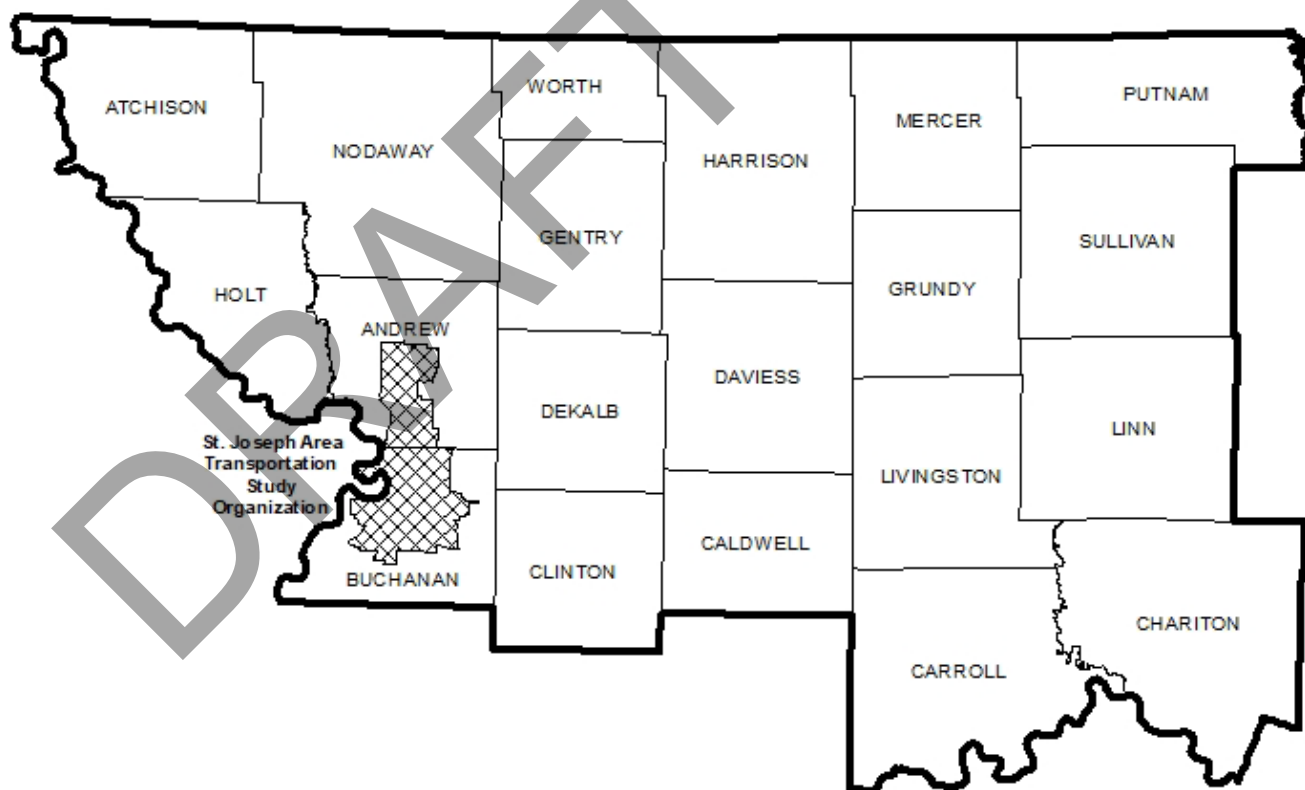 DRAFT
ATCHISON
NODAWAY
WORTH
HARRISON
MERCER
PUTNAM
GENTRY
SULLIVAN
HOLT
GRUNDY
ANDREW
DAVIESS
DEKALB
LINN
St. Joseph Area
Transportation
Study
Organization
LIVINGSTON
CALDWELL
CLINTON
BUCHANAN
CHARITON
CARROLL